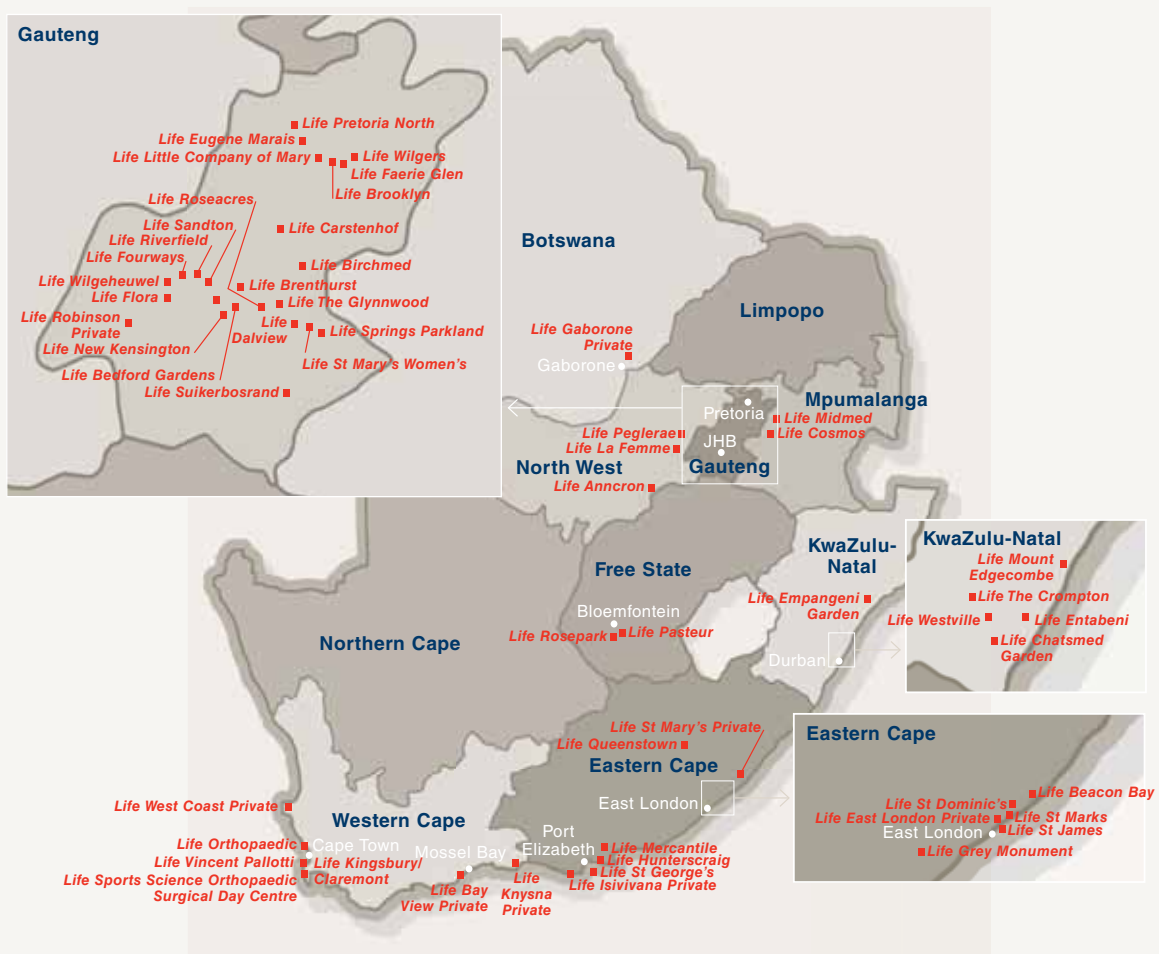 Gauteng
Life Pretoria North
Life Eugene Marais
Life Little Company of Mary
Life Wilgers
Life Faerie Glen
Life Brooklyn
Life Roseacres
Life Sandton
Life Carstenhof
Life Riverfield
Life Fourways
Life Birchmed
Life Wilgeheuwel
Life Brenthurst
Life Flora
Life The Glynnwood
Life Robinson
Private
Life
Dalview
Life Springs Parkland
Life New Kensington
Life St Mary's Women's
Life Bedford Gardens
Life Suikerbosrand
Botswana
Limpopo
Life Gaborone
Private
Gaborone
Mpumalanga
Pretoria
Life Midmed
Life Peglerae
Life Cosmos
JHB
Life La Femme
North West
Gauteng
Life Anncron
KwaZulu-
Natal
KwaZulu-Natal
Life Mount
Edgecombe
Life The Crompton
Life Westville
Life Entabeni
Life Chatsmed
Garden
Free State
Life Empangeni
Garden
Bloemfontein
Life Rosepark
Life Pasteur
Northern Cape
Durban
Life St Mary's Private
Life Queenstown
Eastern Cape
East London
Eastern Cape
Life Beacon Bay
Life St Dominic's
Life East London Private
Life St Marks
East London
Life St James
Life Grey Monument
Life West Coast Private
Western Cape
Life Orthopaedic
Cape Town
Life Vincent Pallotti
Life Kingsbury/
Claremont
Life Sports Science Orthopaedic
Surgical Day Centre
Mossel Bay
Port
Elizabeth
Life Mercantile
Life Hunterscraig
Life St George's
Life Isivivana Private
Life Bay
View Private
Life
Knysna
Private